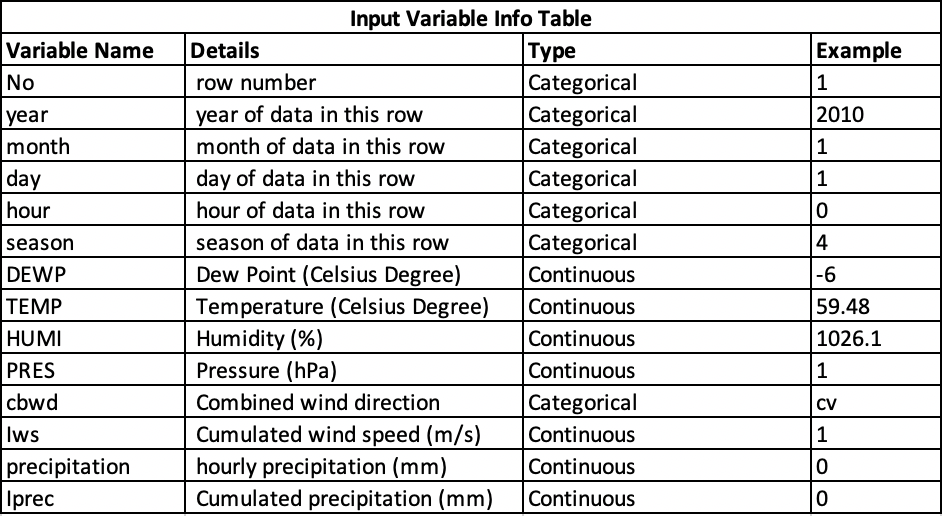 Input Variable Info Table
Variable Name Details Type Example
No row number Categorical 1
year year of data in this row Categorical 2010
month month of data in this row Categorical 1
day day of data in this row Categorical 1
hour hour of data in this row Categorical 0
season season of data in this row Categorical 4
DEWP Dew Point (Celsius Degree) Continuous -6
TEMP Temperature (Celsius Degree) Continuous 59.48
HUMI Humidity (%) Continuous 1026.1
PRES Pressure (hPa) Continuous 1
cbwd Combined wind direction Categorical cv
Iws Cumulated wind speed (m/s) Continuous 1
precipitation hourly precipitation (mm) Continuous 0
Iprec Cumulated precipitation (mm) Continuous 0